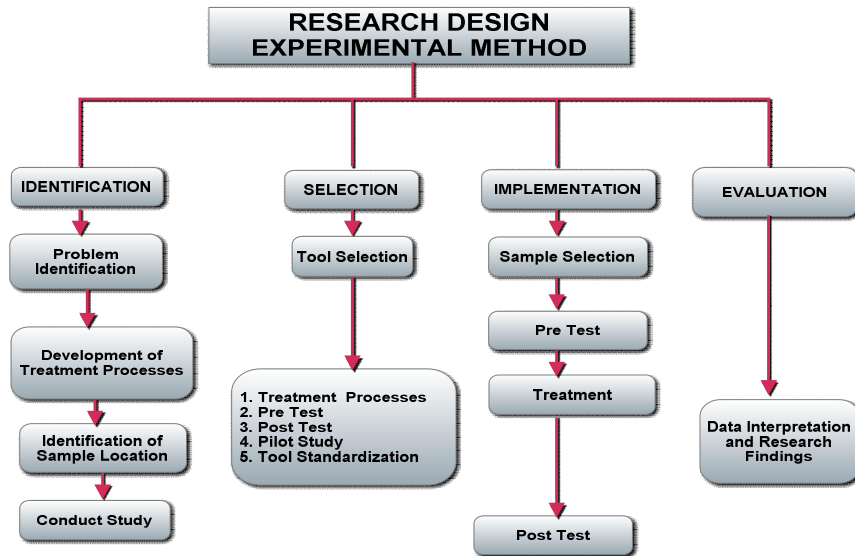 RESEARCH DESIGN
EXPERIMENTAL METHOD
IDENTIFICATION
Problem
Identification
Development of
Treatment Processes
Identification of
Sample Location
Conduct Study
SELECTION
Tool Selection
1. Treatment Processes
2. Pre Test
3. Post Test
4. Pilot Study
5. Tool Standardization
IMPLEMENTATION
Sample Selection
Pre Test
Treatment
Post Test
EVALUATION
Data Interpretation
and Research
Findings